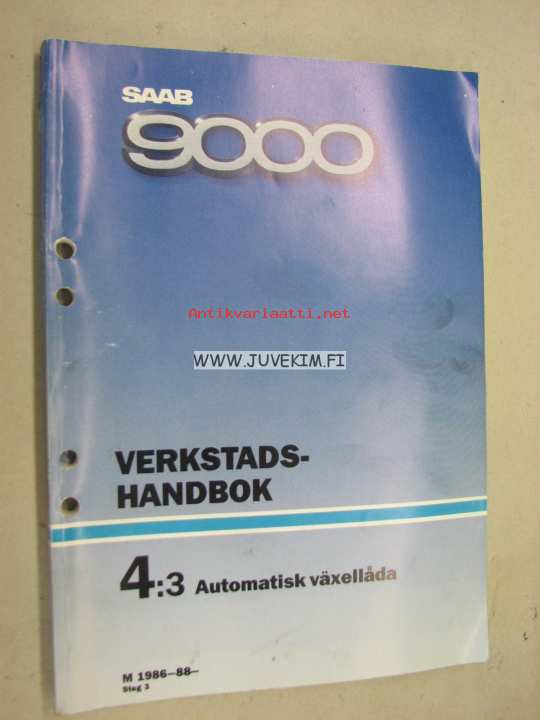 SAAB
9000
Antikvariaatti.net
WWW.JUVEKIM.FI
VERKSTADS-
HANDBOK
4:3 Automatisk växellåda
M 1986–88–
Steg 3